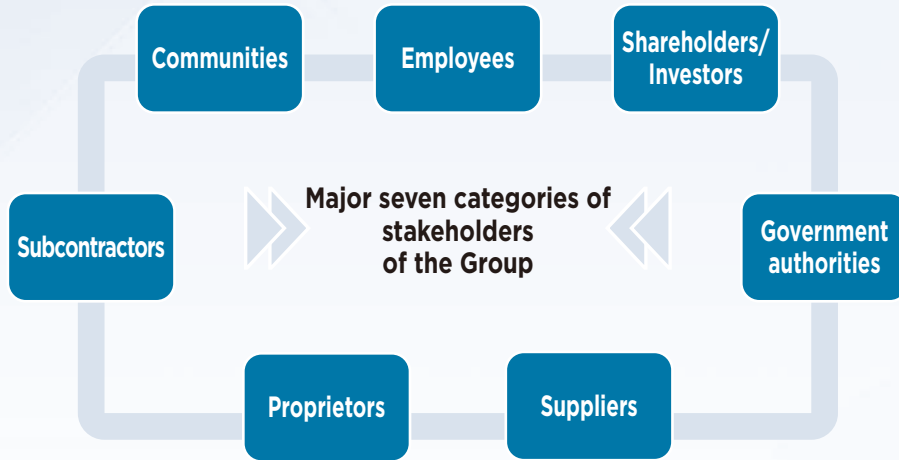 Communities
Employees
Shareholders/
Investors
Subcontractors
Major seven categories of
stakeholders
of the Group
Government
authorities
Proprietors
Suppliers